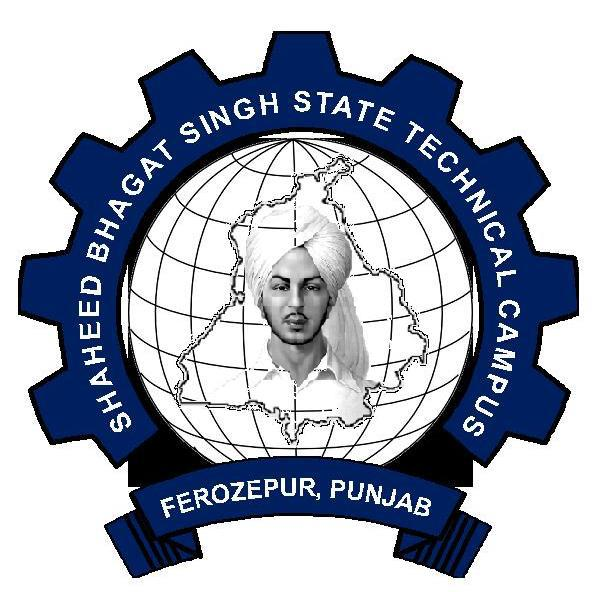 SHAHEED BHAGAT SINGH STATE TECHNICAL CAMPUS
FEROZEPUR, PUNJAB